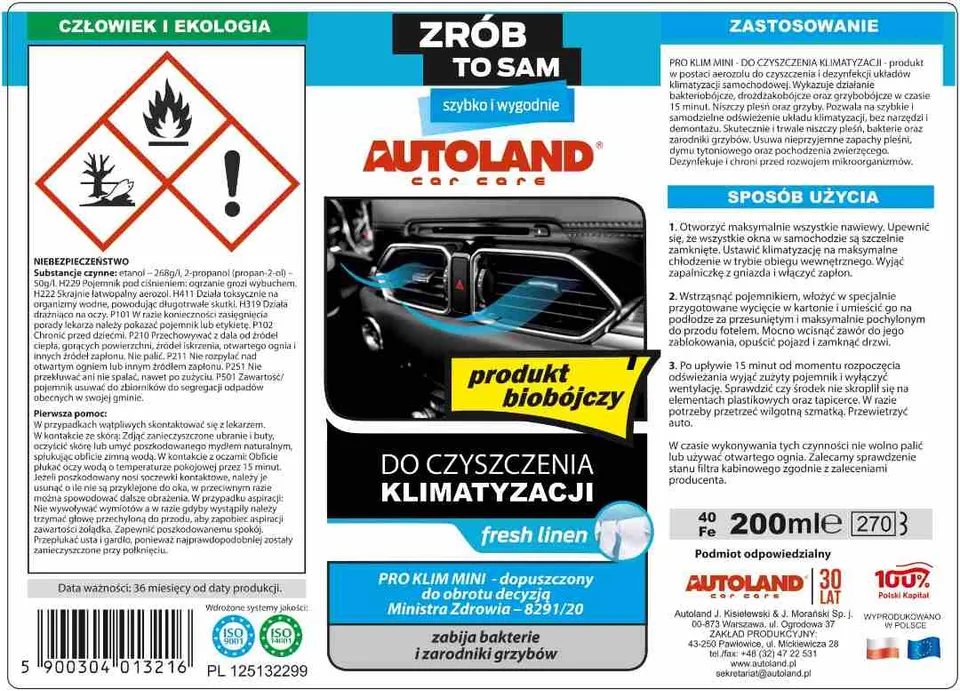 CZŁOWIEK I EKOLOGIA
NIEBEZPIECZEŃSTWO
Substancje czynne: etanol – 268g/l, 2-propanol (propan-2-ol) –
50g/l. H229 Pojemnik pod ciśnieniem: ogrzanie grozi wybuchem.
H222 Skrajnie łatwopalny aerozol. H411 Działa toksycznie na
organizmy wodne, powodując długotrwałe skutki. H319 Działa
drażniąco na oczy. P101 W razie konieczności zasięgnięcia
porady lekarza należy pokazać pojemnik lub etykietę. P102
Chronić przed dziećmi. P210 Przechowywać z dala od źródeł
ciepła, gorących powierzchni, źródeł iskrzenia, otwartego ognia i
innych źródeł zapłonu. Nie palić. P211 Nie rozpylać nad
otwartym ogniem lub innym źródłem zapłonu. P251 Nie
przekłuwać ani nie spalać, nawet po zużyciu. P501 Zawartość/
pojemnik usuwać do zbiorników do segregacji odpadów
obecnych w swojej gminie.
Pierwsza pomoc:
W przypadkach wątpliwych skontaktować się z lekarzem.
W kontakcie ze skórą: Zdjąć zanieczyszczone ubranie i buty,
oczyścić skórę lub umyć poszkodowanego mydłem naturalnym,
spłukując obficie zimną wodą. W kontakcie z oczami: Obficie
płukać oczy wodą o temperaturze pokojowej przez 15 minut.
Jeżeli poszkodowany nosi soczewki kontaktowe, należy je
usunąć o ile nie są przyklejone do oka, w przeciwnym razie
można spowodować dalsze obrażenia. W przypadku aspiracji:
Nie wywoływać wymiotów a w razie gdyby wystąpiły należy
trzymać głowę przechyloną do przodu, aby zapobiec aspiracji
zawartości żołądka. Zapewnić poszkodowanemu spokój.
Przepłukać usta i gardło, ponieważ najprawdopodobniej zostały
zanieczyszczone przy połknięciu.
Data ważności: 36 miesięcy od daty produkcji.
Wdrożone systemy jakości:
ISO
9001
ISO
14001
5 900304 013216
PL 125132299
ZRÓB
TO SAM
szybko i wygodnie
AUTOLAND®
car care
produkt
biobójczy
DO CZYSZCZENIA
KLIMATYZACJI
fresh linen
PRO KLIM MINI - dopuszczony
do obrotu decyzją
Ministra Zdrowia – 8291/20
zabija bakterie
i zarodniki grzybów
ZASTOSOWANIE
PRO KLIM MINI - DO CZYSZCZENIA KLIMATYZACJI - produkt
w postaci aerozolu do czyszczenia i dezynfekcji układów
klimatyzacji samochodowej. Wykazuje działanie
bakteriobójcze, drożdżakobójcze oraz grzybobójcze w czasie
15 minut. Niszczy pleśń oraz grzyby. Pozwala na szybkie i
samodzielne odświeżenie układu klimatyzacji, bez narzędzi i
demontażu. Skutecznie i trwale niszczy pleśń, bakterie oraz
zarodniki grzybów. Usuwa nieprzyjemne zapachy pleśni,
dymu tytoniowego oraz pochodzenia zwierzęcego.
Dezynfekuje i chroni przed rozwojem mikroorganizmów.
SPOSÓB UŻYCIA
1. Otworzyć maksymalnie wszystkie nawiewy. Upewnić
się, że wszystkie okna w samochodzie są szczelnie
zamknięte. Ustawić klimatyzację na maksymalne
chłodzenie w trybie obiegu wewnętrznego. Wyjąć
zapalniczkę z gniazda i włączyć zapłon.
2. Wstrząsnąć pojemnikiem, włożyć w specjalnie
przygotowane wycięcie w kartonie i umieścić go na
podłodze za przesuniętym i maksymalnie pochylonym
do przodu fotelem. Mocno wcisnąć zawór do jego
zablokowania, opuścić pojazd i zamknąć drzwi.
3. Po upływie 15 minut od momentu rozpoczęcia
odświeżania wyjąć zużyty pojemnik i wyłączyć
wentylację. Sprawdzić czy środek nie skroplił się na
elementach plastikowych oraz tapicerce. W razie
potrzeby przetrzeć wilgotną szmatką. Przewietrzyć
auto.
W czasie wykonywania tych czynności nie wolno palić
lub używać otwartego ognia. Zalecamy sprawdzenie
stanu filtra kabinowego zgodnie z zaleceniami
producenta.
40
Fe
200ml℮ 270
Podmiot odpowiedzialny
AUTOLAND
car care
30
LAT
100%
Polski Kapitał
Autoland J. Kisielewski & J. Morański Sp. j.
00-873 Warszawa, ul. Ogrodowa 37
ZAKŁAD PRODUKCYJNY:
43-250 Pawłowice, ul. Mickiewicza 28
tel./fax: +48 (32) 47 22 531
www.autoland.pl
sekretariat@autoland.pl
WYPRODUKOWANO
W POLSCE